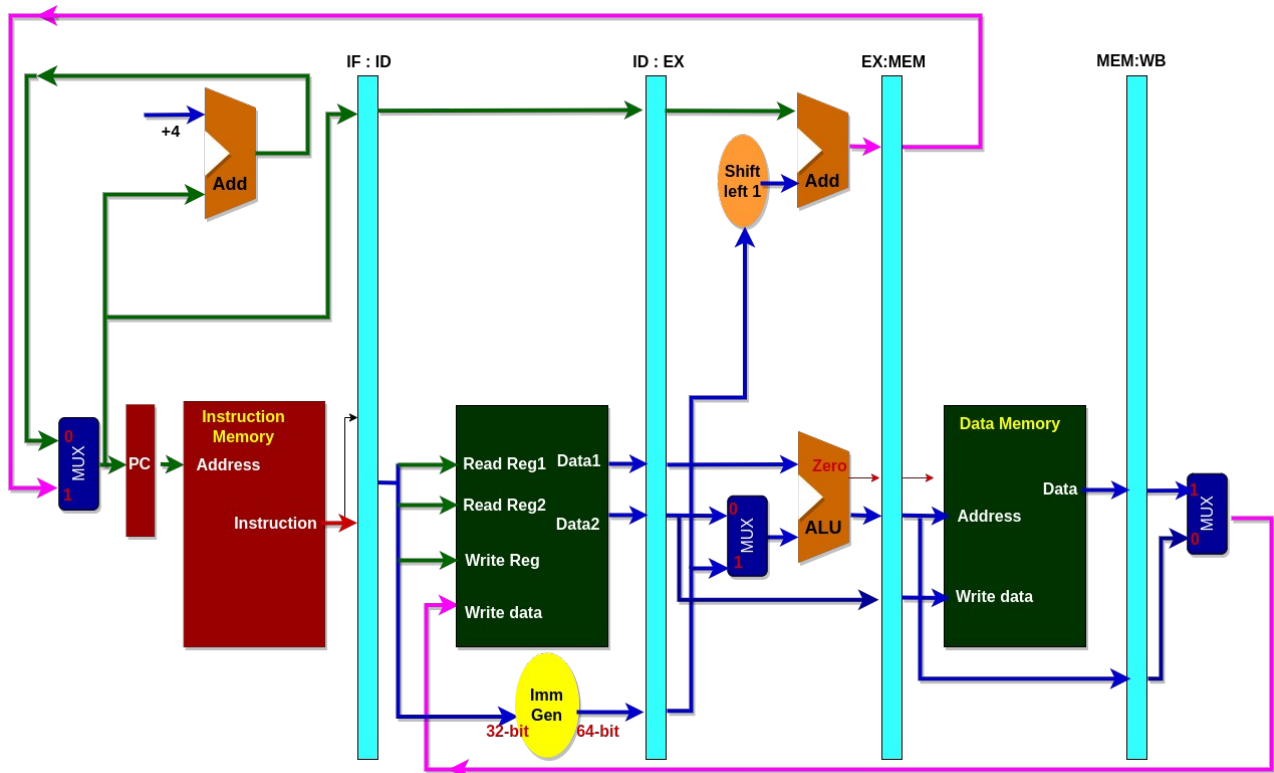 IF : ID
ID : EX
EX:MEM
MEM:WB
+4
Add
Shift
left 1
Add
0
MUX
1
PC
Instruction
Memory
Address
Instruction
Read Reg1
Data1
Read Reg2
Data2
Write Reg
Write data
Imm
Gen
32-bit
64-bit
0
MUX
1
Zero
ALU
Data Memory
Data
Address
Write data
1
MUX
0